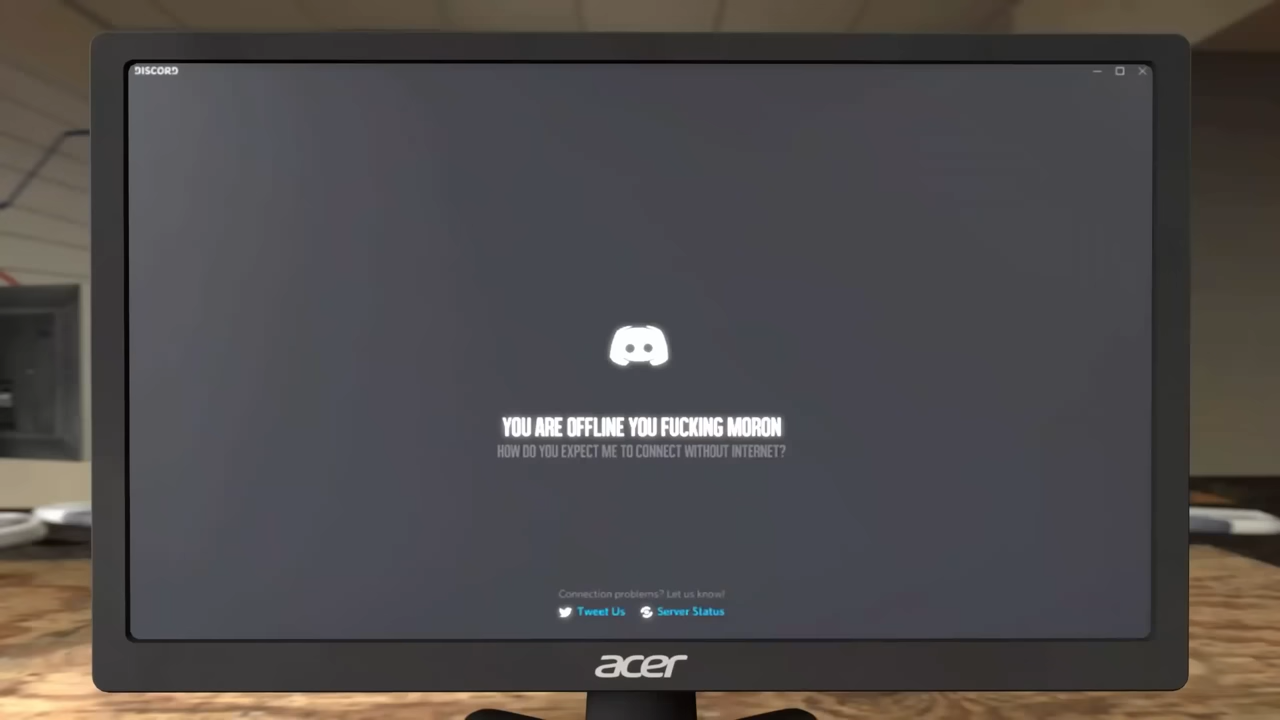 DISCORD
YOU ARE OFFLINE YOU FUCKING MORON
HOW DO YOU EXPECT ME TO CONNECT WITHOUT INTERNET?
Connection problems? Let us know!
Tweet Us Server Status
acer